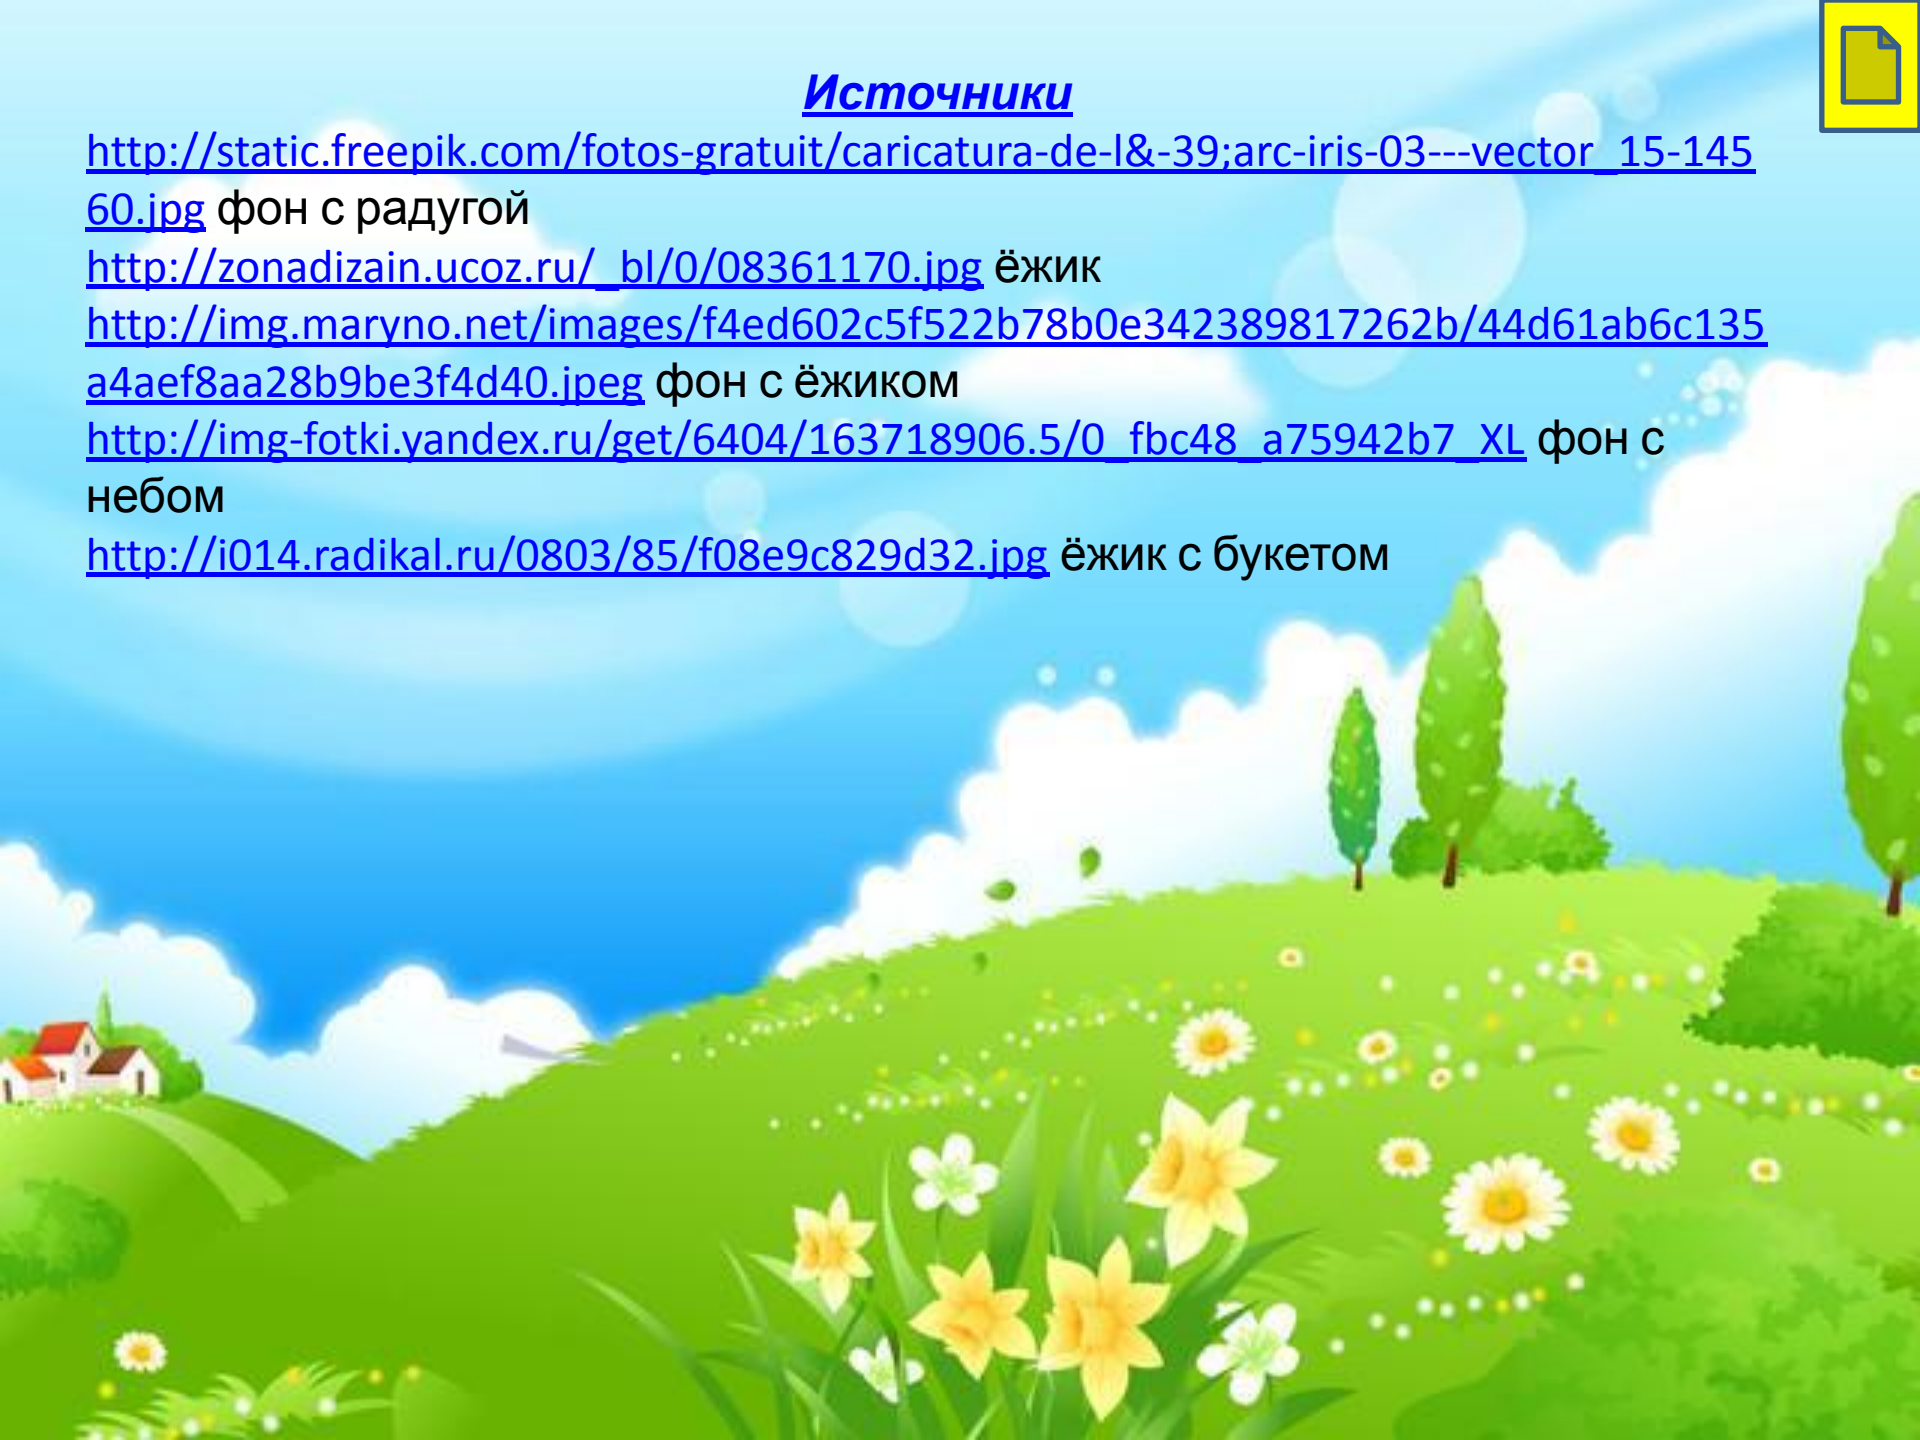 Источники
http://static.freepik.com/fotos-gratuit/caricatura-de-l&-39;arc-iris-03---vector_15-145
60.jpg фон с радугой
http://zonadizain.ucoz.ru/_bl/0/08361170.jpg ёжик
http://img.maryno.net/images/f4ed602c5f522b78b0e342389817262b/44d61ab6c135
a4aef8aa28b9be3f4d40.jpeg фон с ёжиком
http://img-fotki.yandex.ru/get/6404/163718906.5/0_fbc48_a75942b7_XL фон с
небом
http://i014.radikal.ru/0803/85/f08e9c829d32.jpg ёжик с букетом